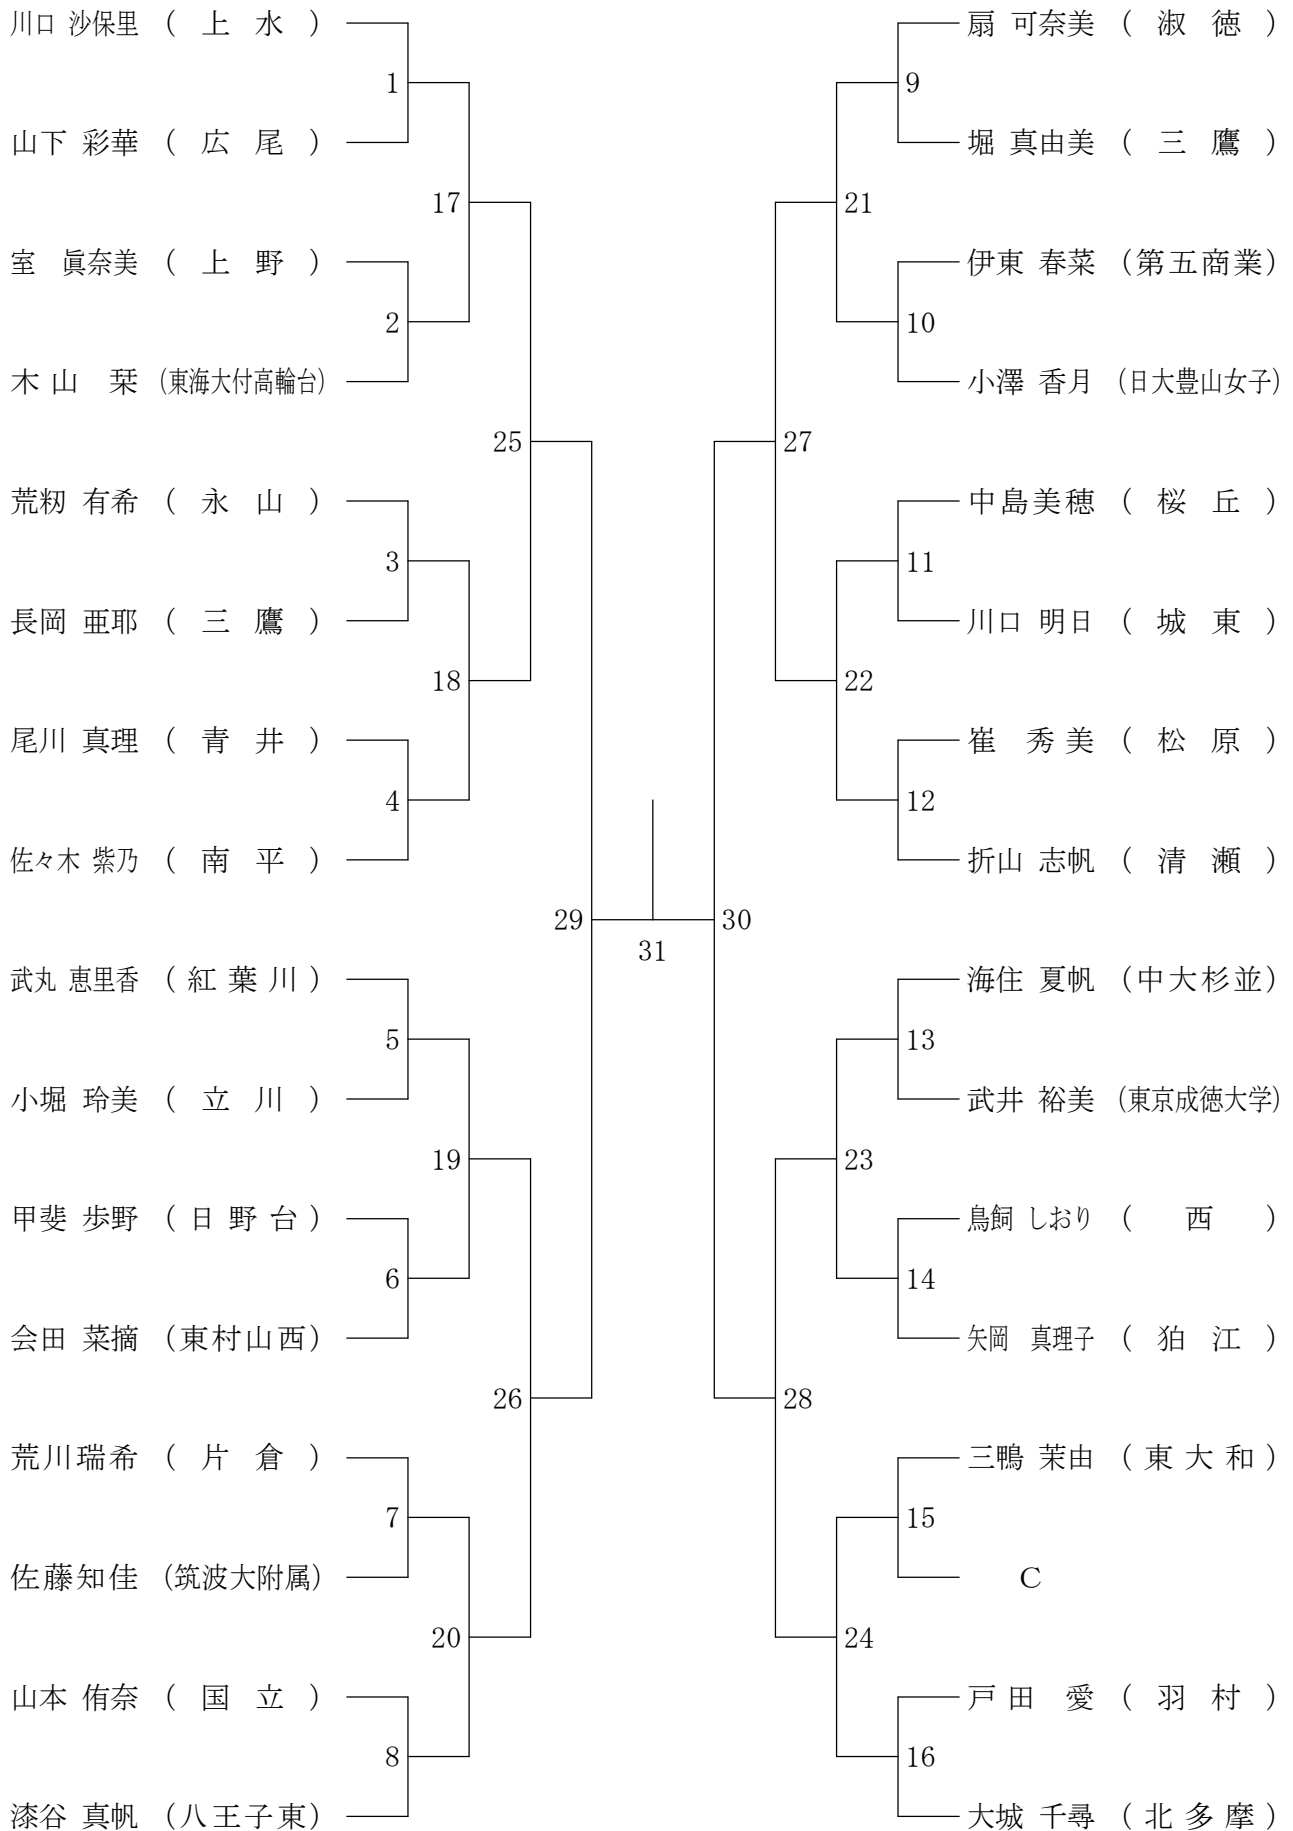 川口 沙保里 ( 上 水 )
1
山下 彩華 ( 広 尾 )
17
室 眞奈美 ( 上 野 )
2
木 山 栞 (東海大付高輪台)
25
荒籾 有希 ( 永 山 )
3
長岡 亜耶 ( 三 鷹 )
18
尾川 真理 ( 青 井 )
4
佐々木 紫乃 ( 南 平 )
29
武丸 恵里香 ( 紅 葉 川 )
5
小堀 玲美 ( 立 川 )
19
甲斐 歩野 ( 日 野 台 )
6
会田 菜摘 (東村山西)
26
荒川瑞希 ( 片 倉 )
7
佐藤知佳 (筑波大附属)
20
山本 侑奈 ( 国 立 )
8
漆谷 真帆 (八王子東)
31
扇 可奈美 ( 淑 徳 )
9
堀 真由美 ( 三 鷹 )
21
伊東 春菜 (第五商業)
10
小澤 香月 (日大豊山女子)
27
中島美穂 ( 桜 丘 )
11
川口 明日 ( 城 東 )
22
崔 秀 美 ( 松 原 )
12
折山 志帆 ( 清 瀬 )
30
海住 夏帆 (中大杉並)
13
武井 裕美 (東京成徳大学)
23
鳥飼 しおり ( 西 )
14
矢岡 真理子 ( 狛 江 )
28
三鴨 茉由 ( 東 大 和 )
15
C
24
戸 田 愛 ( 羽 村 )
16
大城 千尋 ( 北 多 摩 )